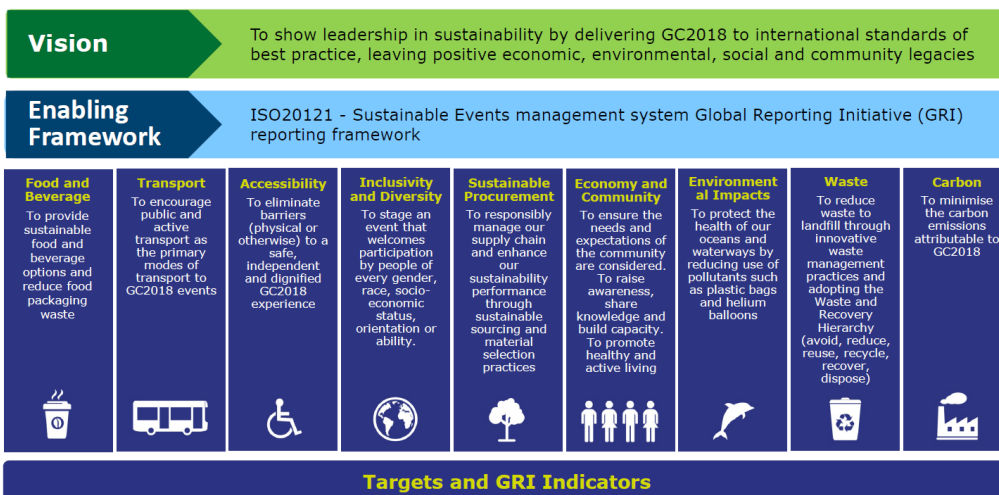 Vision
To show leadership in sustainability by delivering GC2018 to international standards of
best practice, leaving positive economic, environmental, social and community legacies
Enabling
Framework
ISO20121 - Sustainable Events management system Global Reporting Initiative (GRI)
reporting framework
Food and
Beverage
To provide
sustainable
food and
beverage
options and
reduce food
packaging
waste
Transport
To encourage
public and
active
transport as
the primary
modes of
transport to
GC2018 events
Accessibility
To eliminate
barriers
(physical or
otherwise) to a
safe,
independent
and dignified
GC2018
experience
Inclusivity
and Diversity
To stage an
event that
welcomes
participation
by people of
every gender,
race, socio-
economic
status,
orientation or
ability.
Sustainable
Procurement
To responsibly
manage our
supply chain
and enhance
our
sustainability
performance
through
sustainable
sourcing and
material
selection
practices
Economy and
Community
To ensure the
needs and
expectations of
the community
are considered.
To raise
awareness,
share
knowledge and
build capacity.
To promote
healthy and
active living
Environment
al Impacts
To protect the
health of our
oceans and
waterways by
reducing use of
pollutants such
as plastic bags
and helium
balloons
Waste
To reduce
waste to
landfill through
innovative
waste
management
practices and
adopting the
Waste and
Recovery
Hierarchy
(avoid, reduce,
reuse, recycle,
recover,
dispose)
Carbon
To minimise
the carbon
emissions
attributable to
GC2018
Targets and GRI Indicators